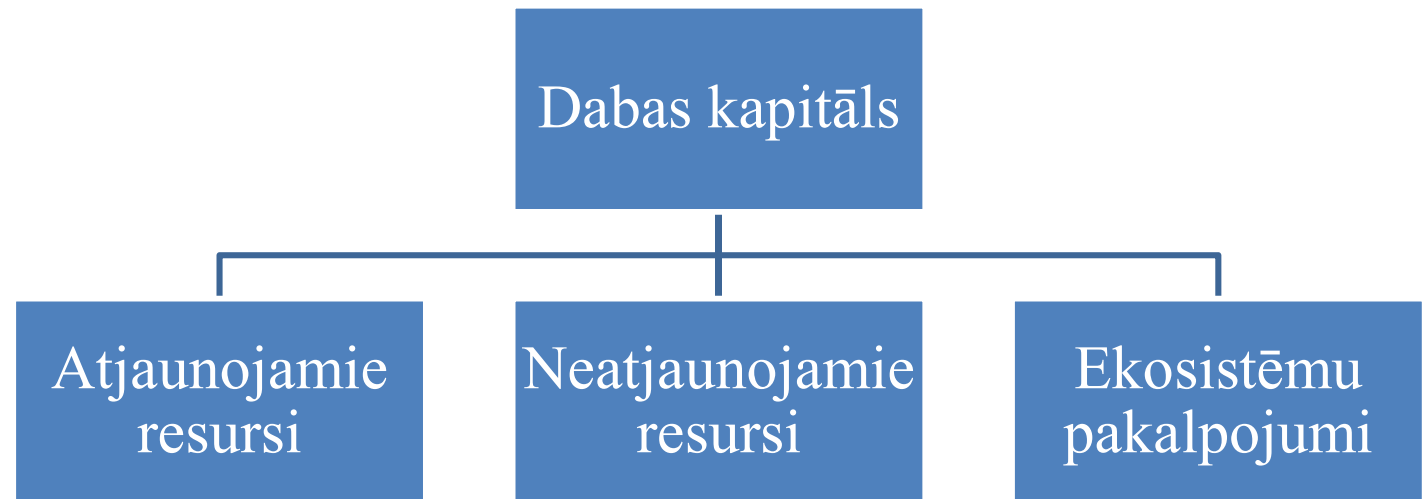 Dabas kapitāls
Atjaunojamie
resursi
Neatjaunojamie
resursi
Ekosistēmu
pakalpojumi